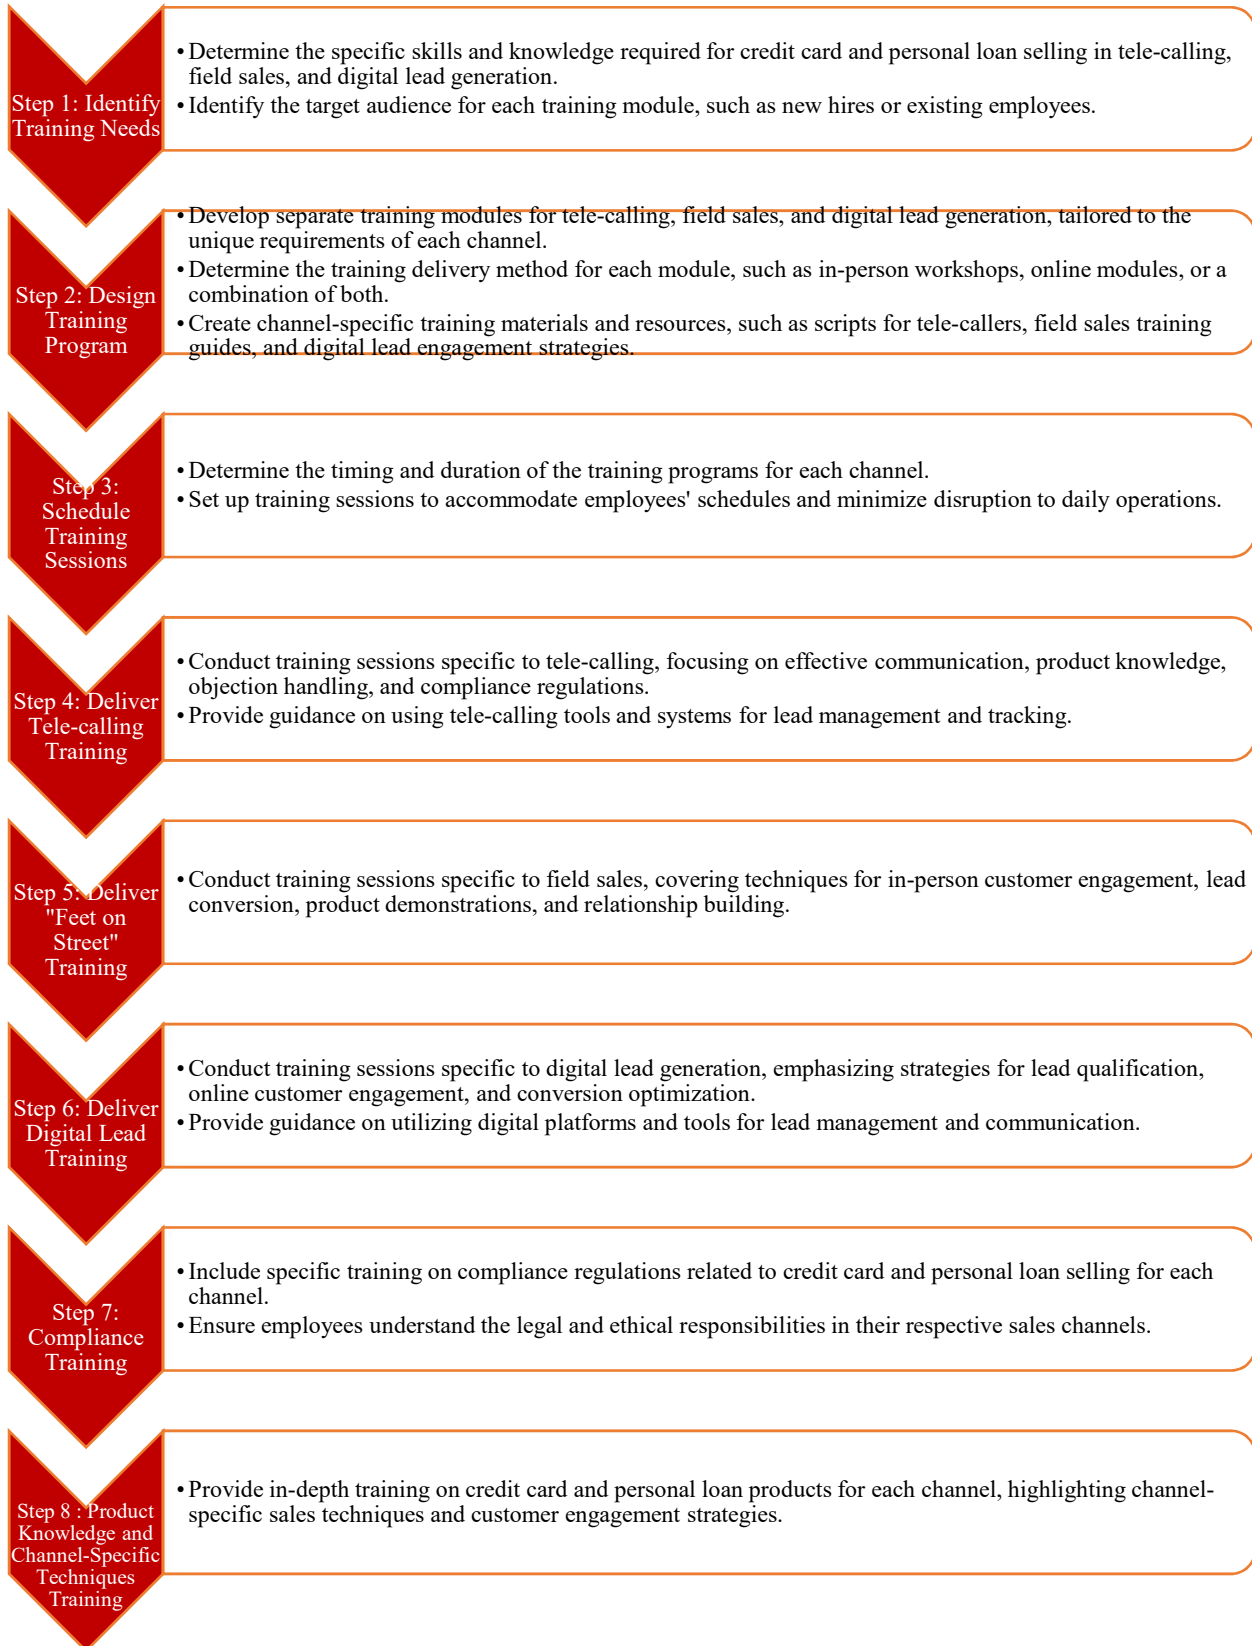 Step 1: Identify
Training Needs
• Determine the specific skills and knowledge required for credit card and personal loan selling in tele-calling,
field sales, and digital lead generation.
• Identify the target audience for each training module, such as new hires or existing employees.
Step 2: Design
Training
Program
• Develop separate training modules for tele-calling, field sales, and digital lead generation, tailored to the
unique requirements of each channel.
• Determine the training delivery method for each module, such as in-person workshops, online modules, or a
combination of both.
• Create channel-specific training materials and resources, such as scripts for tele-callers, field sales training
guides, and digital lead engagement strategies.
Step 3:
Schedule
Training
Sessions
• Determine the timing and duration of the training programs for each channel.
• Set up training sessions to accommodate employees' schedules and minimize disruption to daily operations.
Step 4: Deliver
Tele-calling
Training
• Conduct training sessions specific to tele-calling, focusing on effective communication, product knowledge,
objection handling, and compliance regulations.
• Provide guidance on using tele-calling tools and systems for lead management and tracking.
Step 5: Deliver
"Feet on
Street"
Training
• Conduct training sessions specific to field sales, covering techniques for in-person customer engagement, lead
conversion, product demonstrations, and relationship building.
Step 6: Deliver
Digital Lead
Training
• Conduct training sessions specific to digital lead generation, emphasizing strategies for lead qualification,
online customer engagement, and conversion optimization.
• Provide guidance on utilizing digital platforms and tools for lead management and communication.
Step 7:
Compliance
Training
• Include specific training on compliance regulations related to credit card and personal loan selling for each
channel.
• Ensure employees understand the legal and ethical responsibilities in their respective sales channels.
Step 8 : Product
Knowledge and
Channel-Specific
Techniques
Training
• Provide in-depth training on credit card and personal loan products for each channel, highlighting channel-
specific sales techniques and customer engagement strategies.